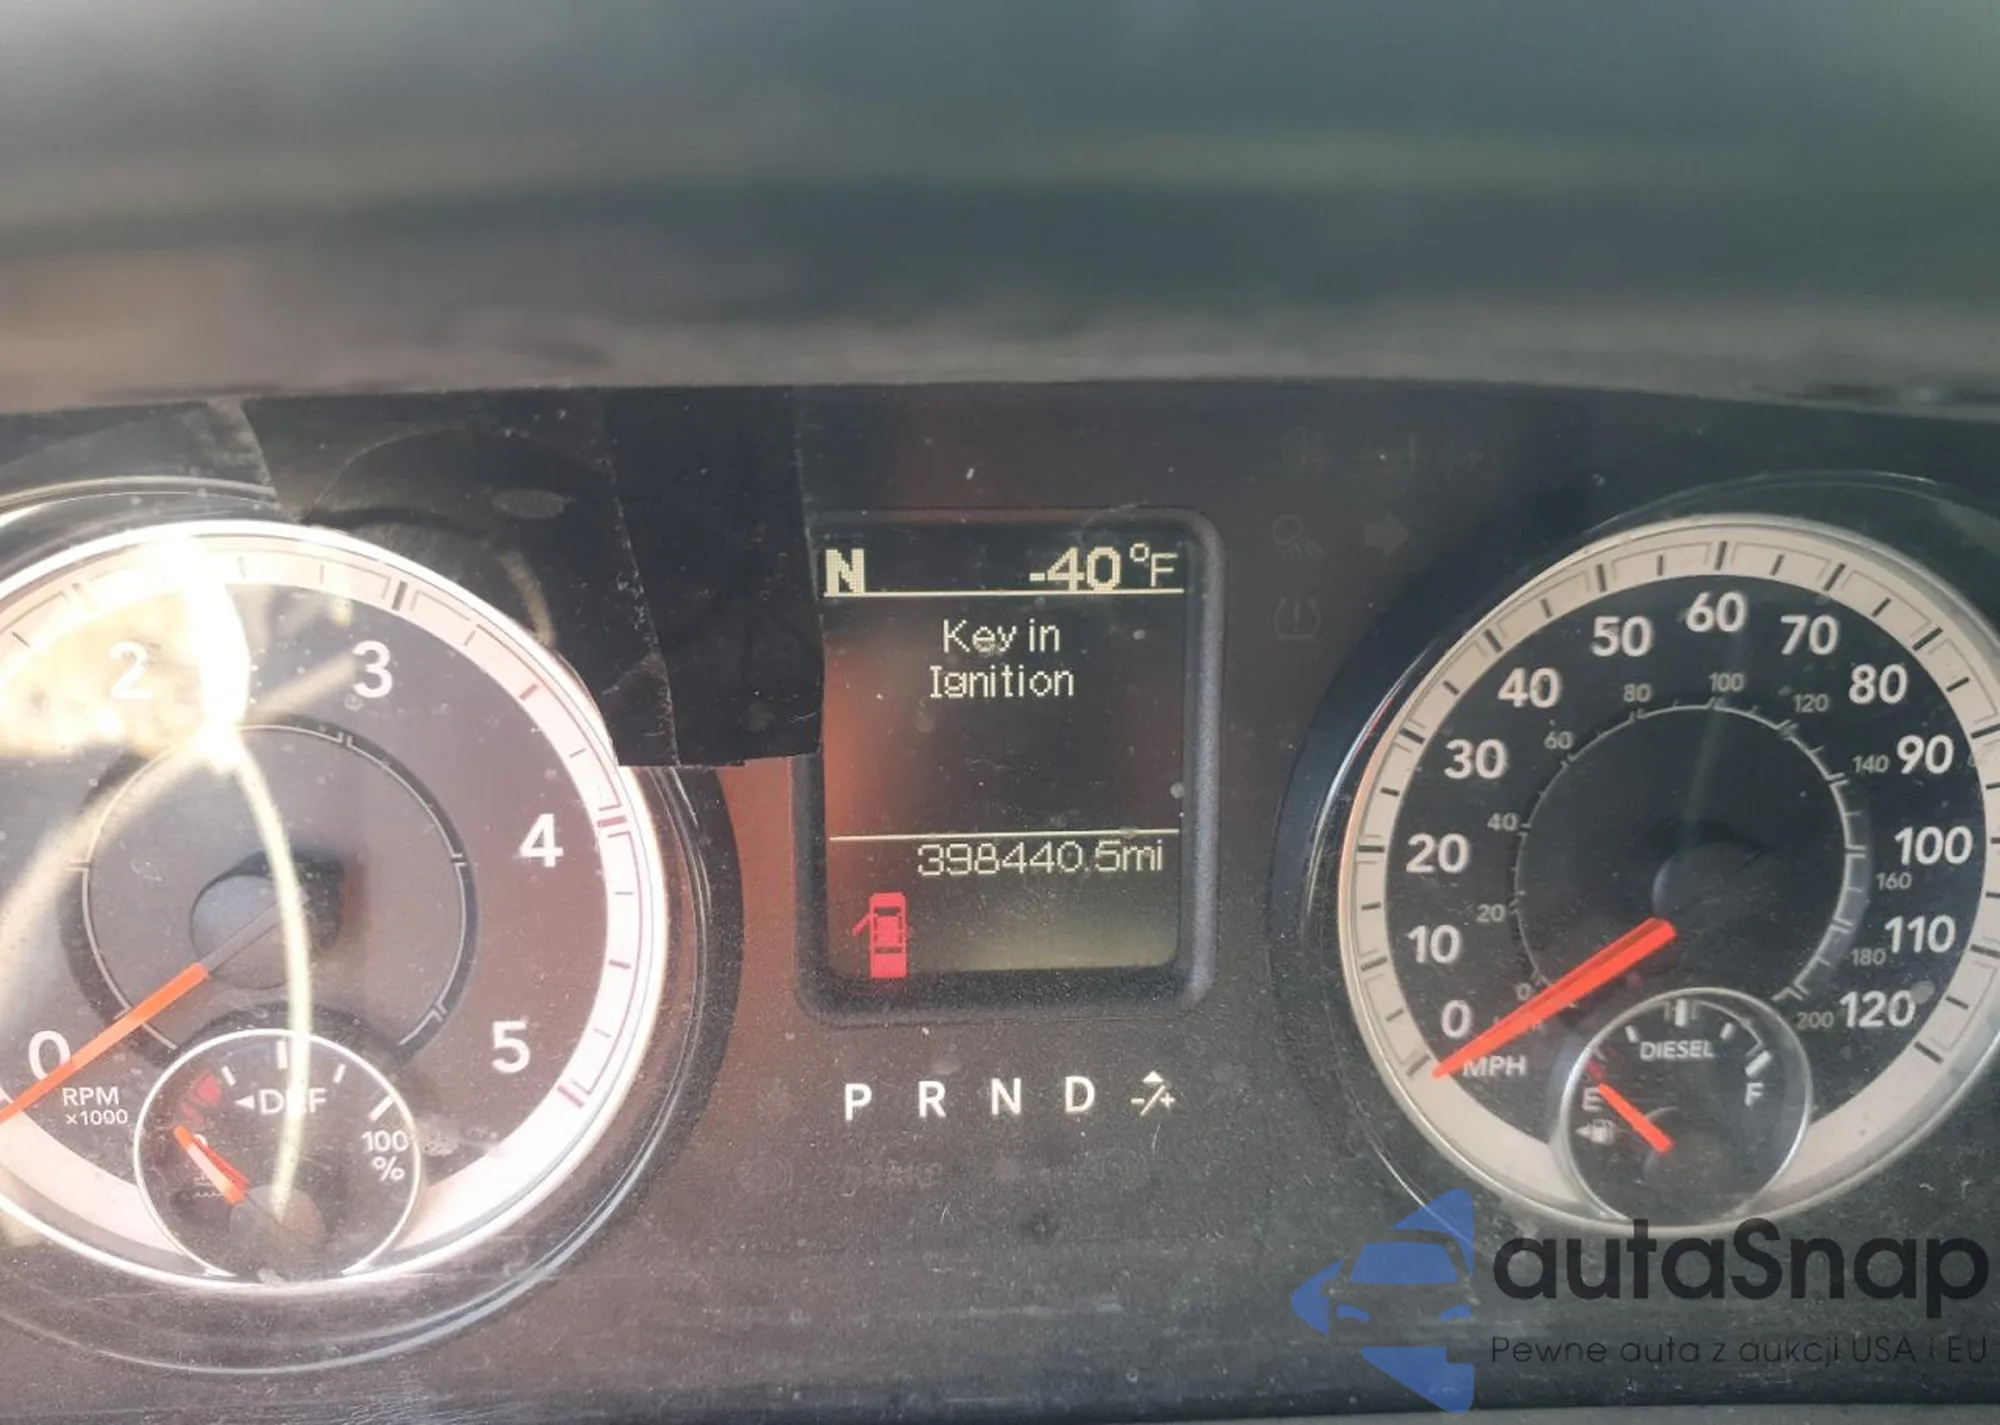 N -40°F
Key in
Ignition
398440.5mi
P R N D -/+
2
3
4
5
0
RPM
x1000
DEF
0
100
%
0
10
20
30
40
50
60
70
80
90
100
110
120
MPH
0
20
40
60
80
100
120
140
160
180
200
DIESEL
E
F
autaSnap
Pewne auta z aukcji USA i EU